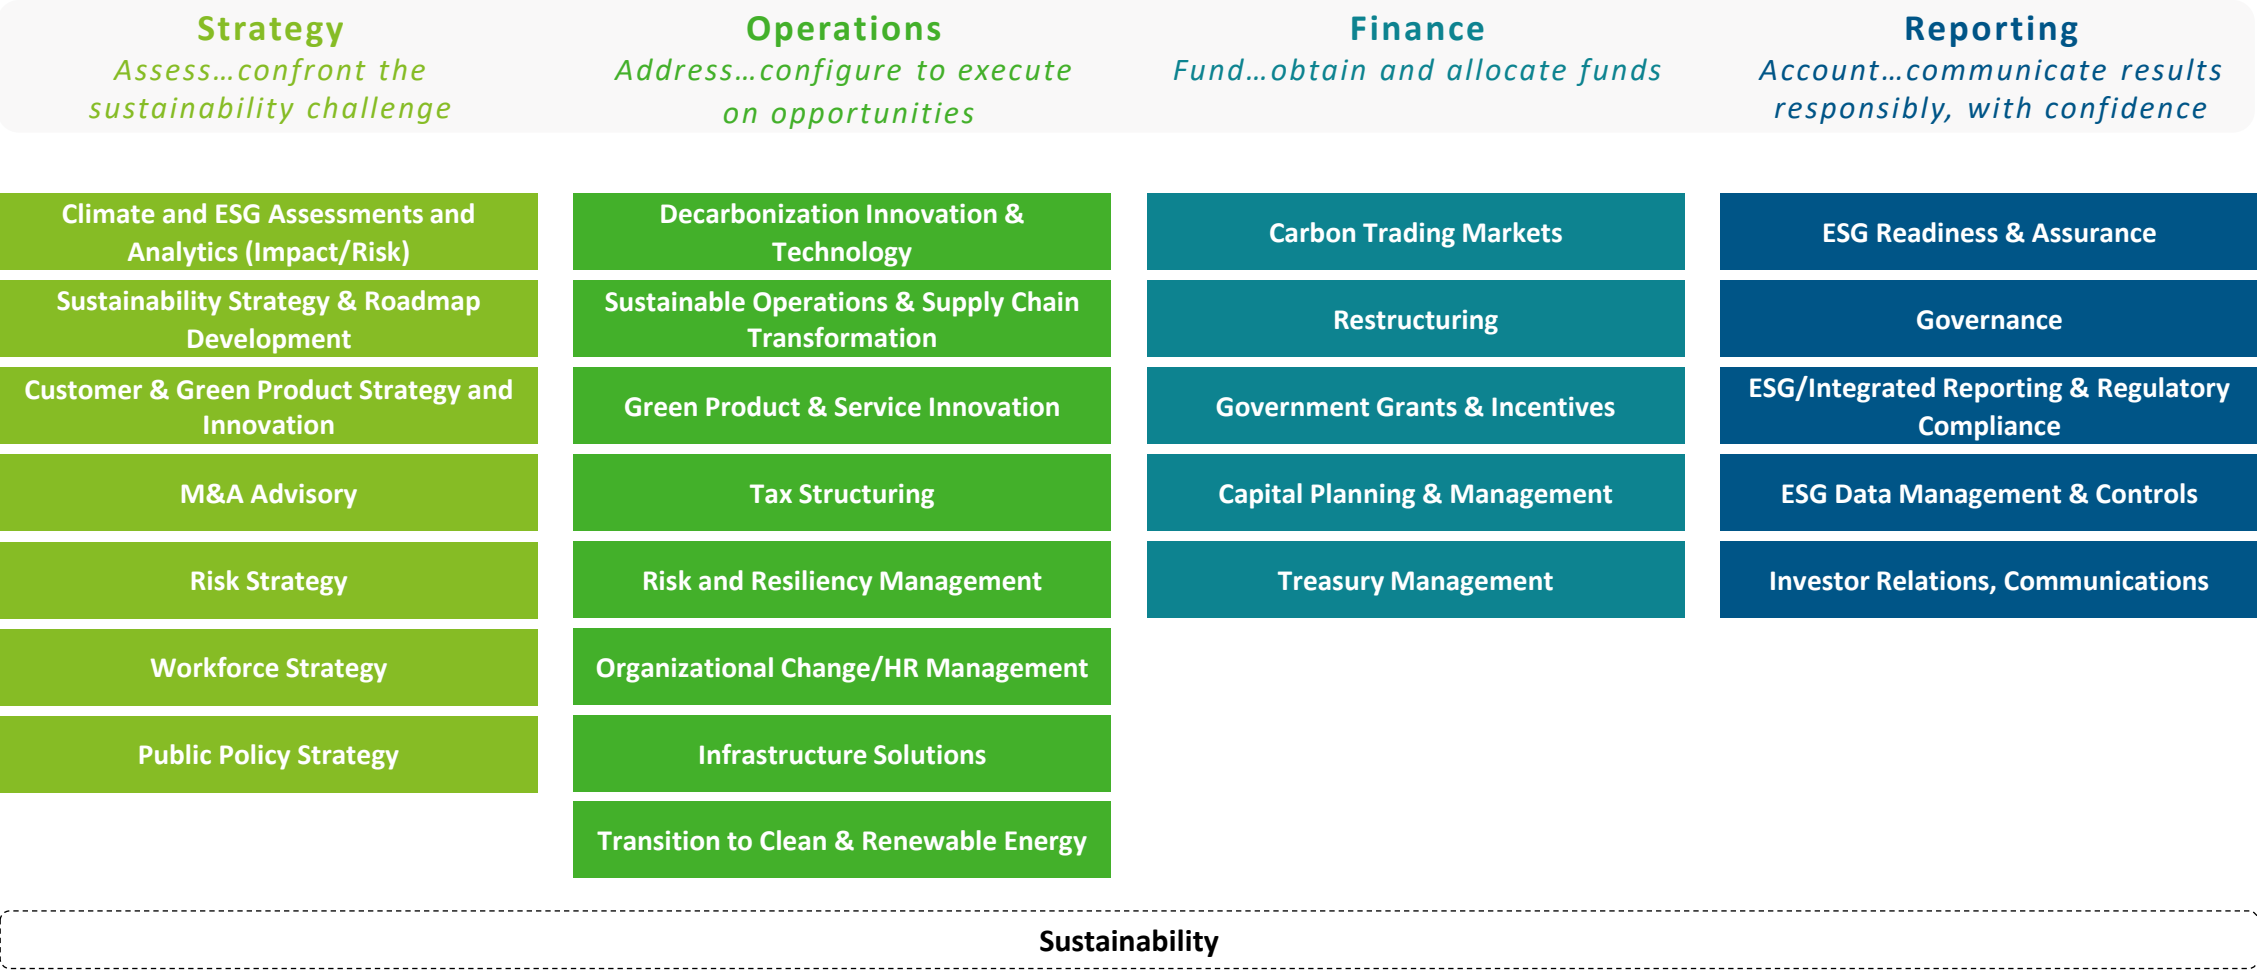 Strategy
Assess…confront the
sustainability challenge
Operations
Address…configure to execute
on opportunities
Finance
Fund…obtain and allocate funds
Reporting
Account…communicate results
responsibly, with confidence
Climate and ESG Assessments and
Analytics (Impact/Risk)
Sustainability Strategy & Roadmap
Development
Customer & Green Product Strategy and
Innovation
M&A Advisory
Risk Strategy
Workforce Strategy
Public Policy Strategy
Decarbonization Innovation &
Technology
Sustainable Operations & Supply Chain
Transformation
Green Product & Service Innovation
Tax Structuring
Risk and Resiliency Management
Organizational Change/HR Management
Infrastructure Solutions
Transition to Clean & Renewable Energy
Carbon Trading Markets
Restructuring
Government Grants & Incentives
Capital Planning & Management
Treasury Management
ESG Readiness & Assurance
Governance
ESG/Integrated Reporting & Regulatory
Compliance
ESG Data Management & Controls
Investor Relations, Communications
Sustainability